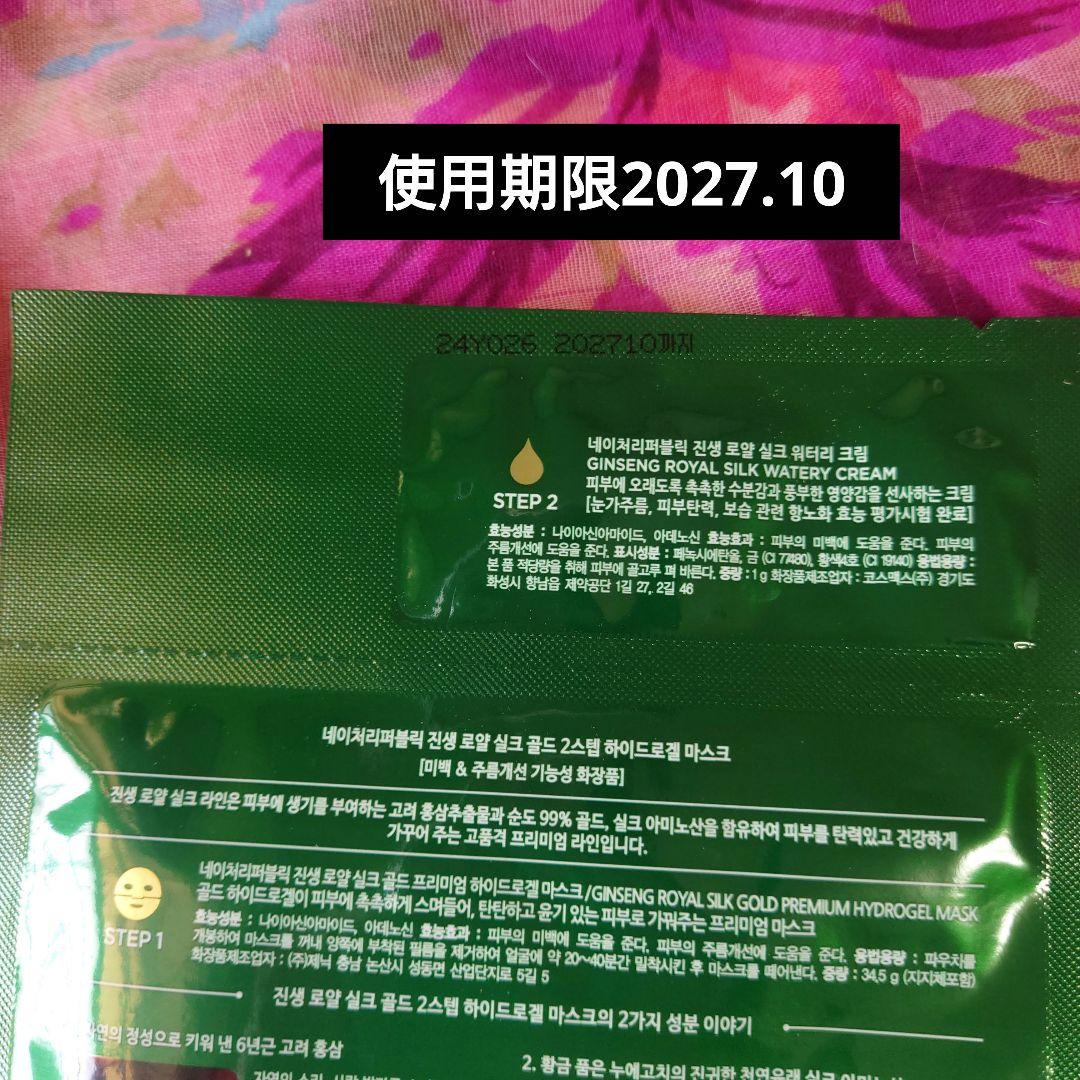 使用期限2027.10
24Y026 202710까지
네이처리퍼블릭 진생 로얄 실크 워터리 크림
GINSENG ROYAL SILK WATERY CREAM
피부에 오래도록 촉촉한 수분감과 풍부한 영양감을 선사하는 크림
[눈가주름, 피부탄력, 보습 관련 항노화 효능 평가시험 완료]
STEP 2
효능성분 : 나이아신아마이드, 아데노신 효능효과 : 피부의 미백에 도움을 준다. 피부의
주름개선에 도움을 준다. 표시성분 : 페녹시에탄올, 금 (CI 77480), 황색4호 (CI 19140) 용법용량 :
본 품 적당량을 취해 피부에 골고루 펴 바른다. 중량 : 1 g 화장품제조업자 : 코스맥스(주) 경기도
화성시 향남읍 제약공단 1길 27, 2길 46
네이처리퍼블릭 진생 로얄 실크 골드 2스텝 하이드로겔 마스크
[미백 & 주름개선 기능성 화장품]
진생 로얄 실크 라인은 피부에 생기를 부여하는 고려 홍삼추출물과 순도 99% 골드, 실크 아미노산을 함유하여 피부를 탄력있고 건강하게
가꾸어 주는 고품격 프리미엄 라인입니다.
네이처리퍼블릭 진생 로얄 실크 골드 프리미엄 하이드로겔 마스크/GINSENG ROYAL SILK GOLD PREMIUM HYDROGEL MASK
골드 하이드로겔이 피부에 촉촉하게 스며들어, 탄탄하고 윤기 있는 피부로 가꿔주는 프리미엄 마스크
STEP 1
효능성분 : 나이아신아마이드, 아데노신 효능효과 : 피부의 미백에 도움을 준다. 피부의 주름개선에 도움을 준다. 용법용량 : 파우치를
개봉하여 마스크를 꺼내 양쪽에 부착된 필름을 제거하여 얼굴에 약 20~40분간 밀착시킨 후 마스크를 떼어낸다. 중량 : 34.5 g (지지체포함)
화장품제조업자 : (주)제닉 충남 논산시 성동면 산업단지로 5길 5
진생 로얄 실크 골드 2스텝 하이드로겔 마스크의 2가지 성분 이야기
자연의 정성으로 키워 낸 6년근 고려 홍삼
2. 황금 품은 누에고치의 진귀한 천연유래 실크